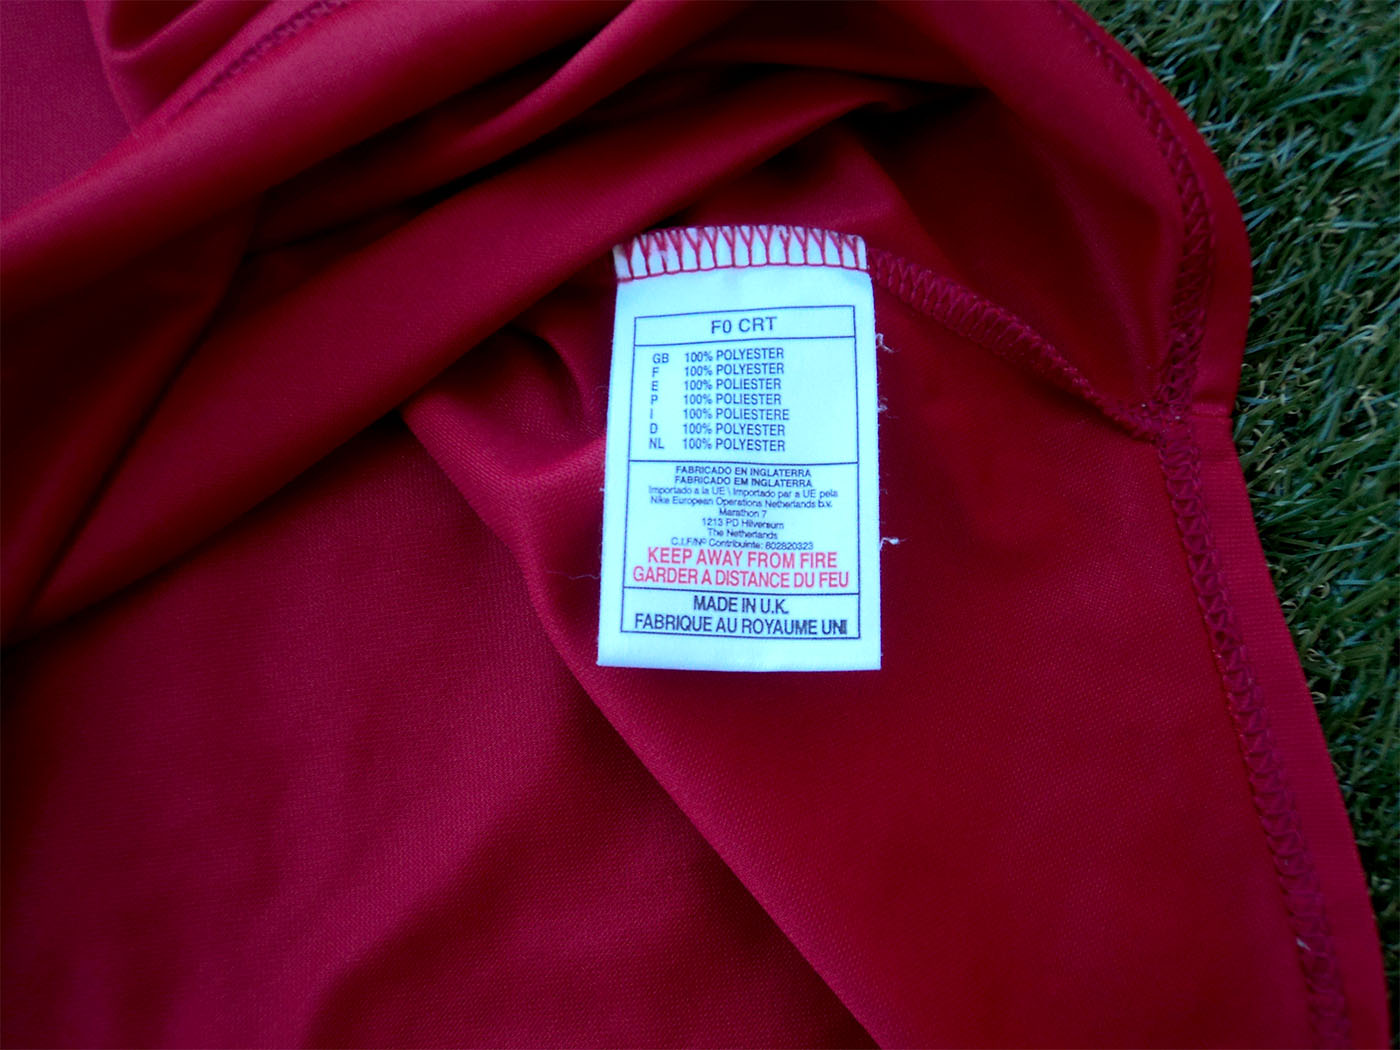 F0 CRT
GB 100% POLYESTER
F 100% POLYESTER
E 100% POLIESTER
P 100% POLYESTER
I 100% POLIESTERE
D 100% POLYESTER
NL 100% POLYESTER
FABRICADO EN INGLATERRA
FABRICADO EM INGLATERRA
Importado a la UE \ Importado par a UE pela
Nike European Operations Netherlands b.v.
Marathon 7
1213 PD Hilversum
The Netherlands
C.I.F/Nº Contribuinte: 802820323
KEEP AWAY FROM FIRE
GARDER A DISTANCE DU FEU
MADE IN U.K.
FABRIQUE AU ROYAUME UNI